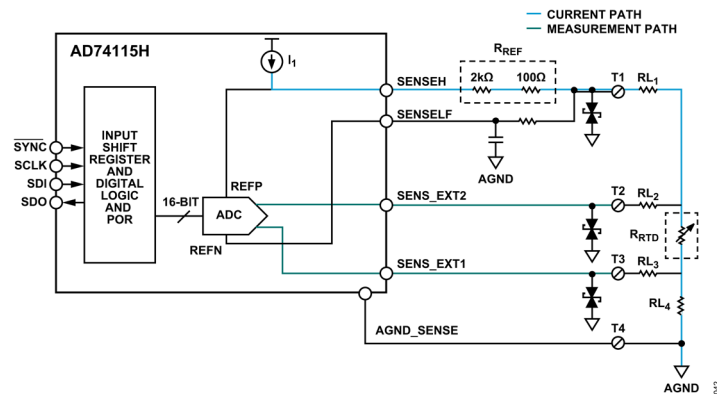 CURRENT PATH
MEASUREMENT PATH
AD74115H
I1
RREF
2kΩ
100Ω
SENSEH
T1
RL1
SENSELF
AGND
SYNC
SCLK
SDI
SDO
INPUT
SHIFT
REGISTER
AND
DIGITAL
LOGIC
AND
POR
16-BIT
REFP
ADC
REFN
SENS_EXT2
T2
RL2
RRTD
SENS_EXT1
T3
RL3
RL4
AGND_SENSE
T4
AGND